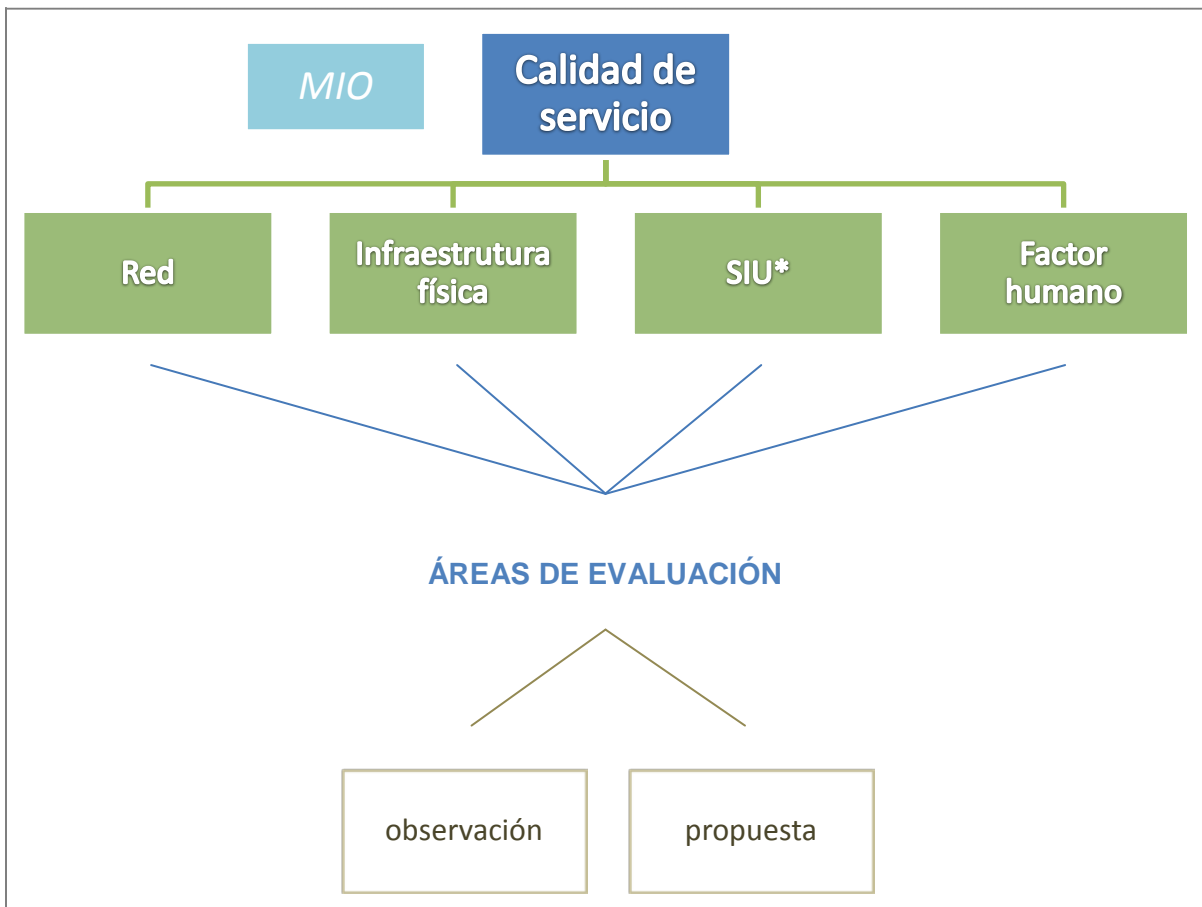 MIO
Calidad de
servicio
Red
Infraestrutura
física
SIU*
Factor
humano
ÁREAS DE EVALUACIÓN
observación
propuesta